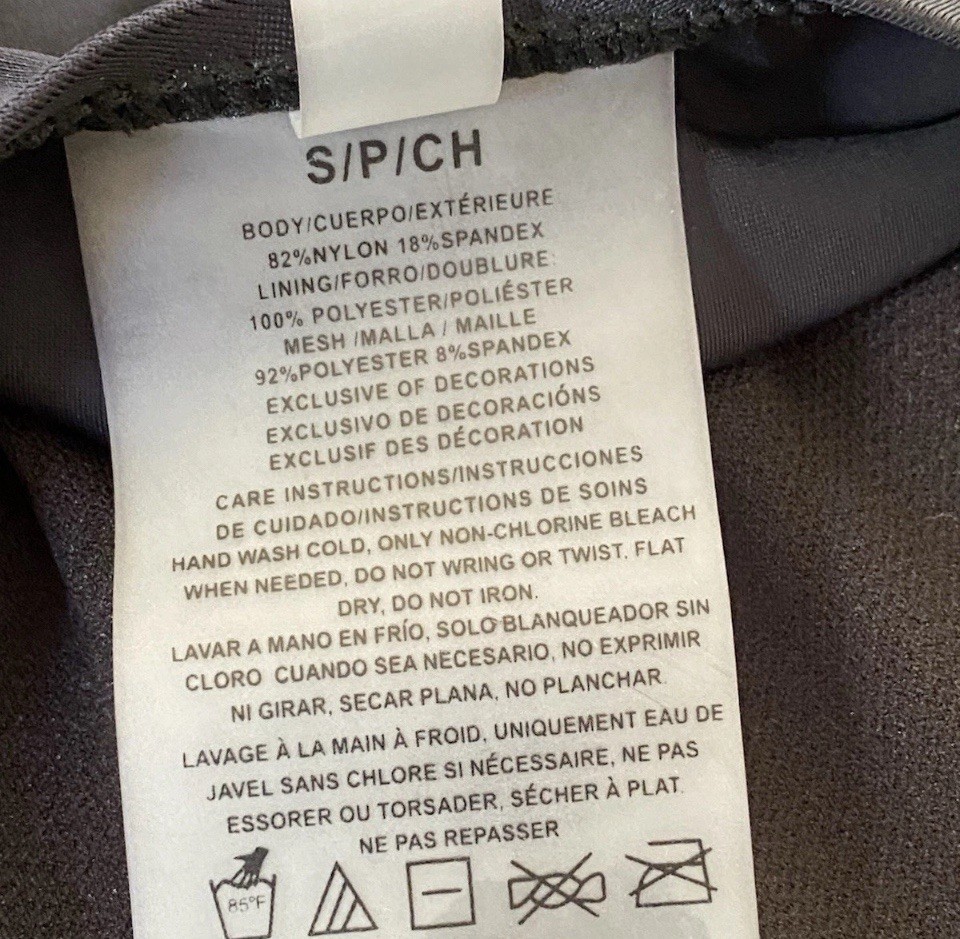 S/P/CH
BODY/CUERPO/EXTÉRIEURE
82%NYLON 18%SPANDEX
LINING/FORRO/DOUBLURE:
100% POLYESTER/POLIÉSTER
MESH /MALLA / MAILLE
92%POLYESTER 8%SPANDEX
EXCLUSIVE OF DECORATIONS
EXCLUSIVO DE DECORACIÓNS
EXCLUSIF DES DÉCORATION
CARE INSTRUCTIONS/INSTRUCCIONES
DE CUIDADO/INSTRUCTIONS DE SOINS
HAND WASH COLD, ONLY NON-CHLORINE BLEACH
WHEN NEEDED, DO NOT WRING OR TWIST. FLAT
DRY, DO NOT IRON.
LAVAR A MANO EN FRÍO, SOLO BLANQUEADOR SIN
CLORO CUANDO SEA NECESARIO, NO EXPRIMIR
NI GIRAR, SECAR PLANA, NO PLANCHAR.
LAVAGE À LA MAIN À FROID, UNIQUEMENT EAU DE
JAVEL SANS CHLORE SI NÉCESSAIRE, NE PAS
ESSORER OU TORSADER, SÉCHER À PLAT.
NE PAS REPASSER
85°F